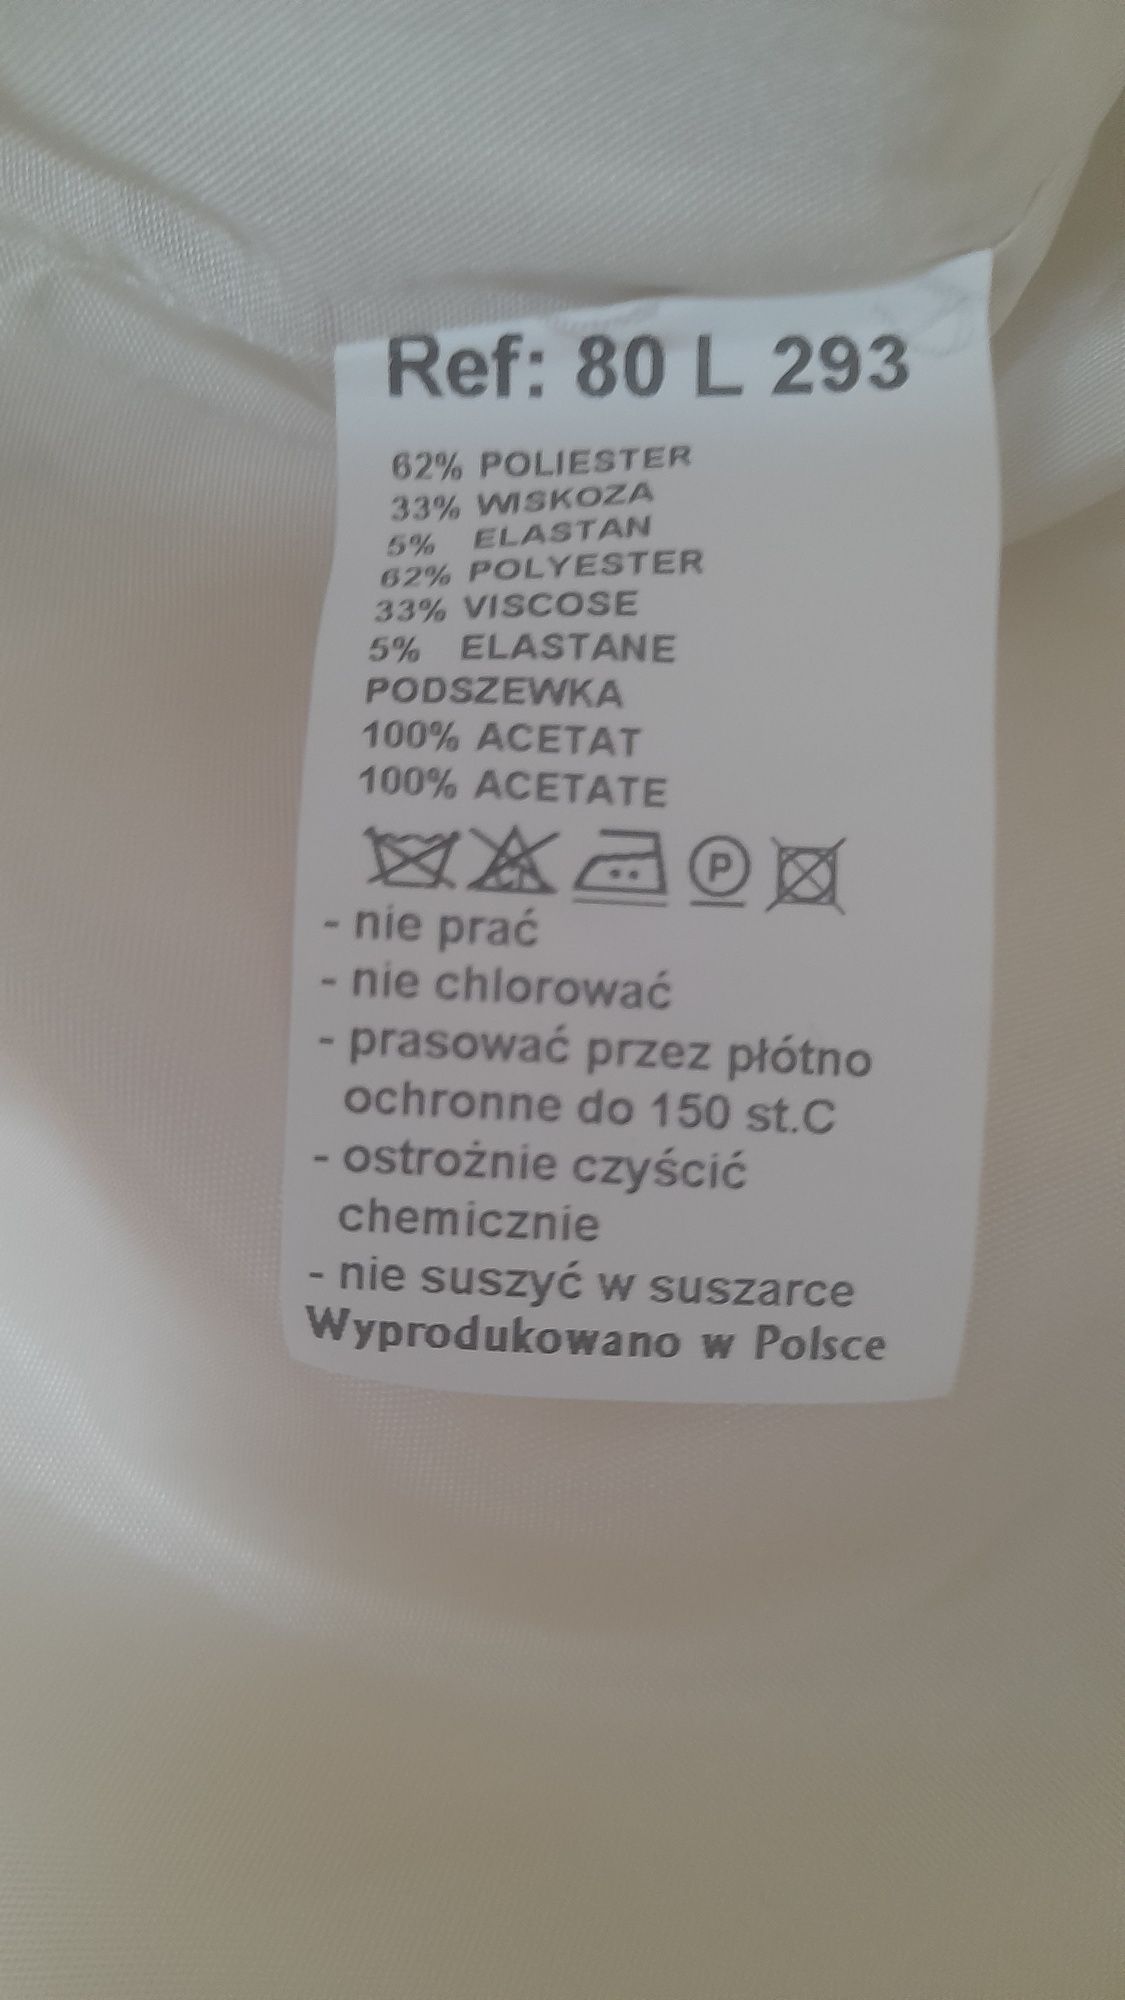 Ref: 80 L 293
62% POLIESTER
33% WISKOZA
5% ELASTAN
62% POLYESTER
33% VISCOSE
5% ELASTANE
PODSZEWKA
100% ACETAT
100% ACETATE
P
- nie prać
- nie chlorować
- prasować przez płótno
ochronne do 150 st.C
- ostrożnie czyścić
chemicznie
- nie suszyć w suszarce
Wyprodukowano w Polsce